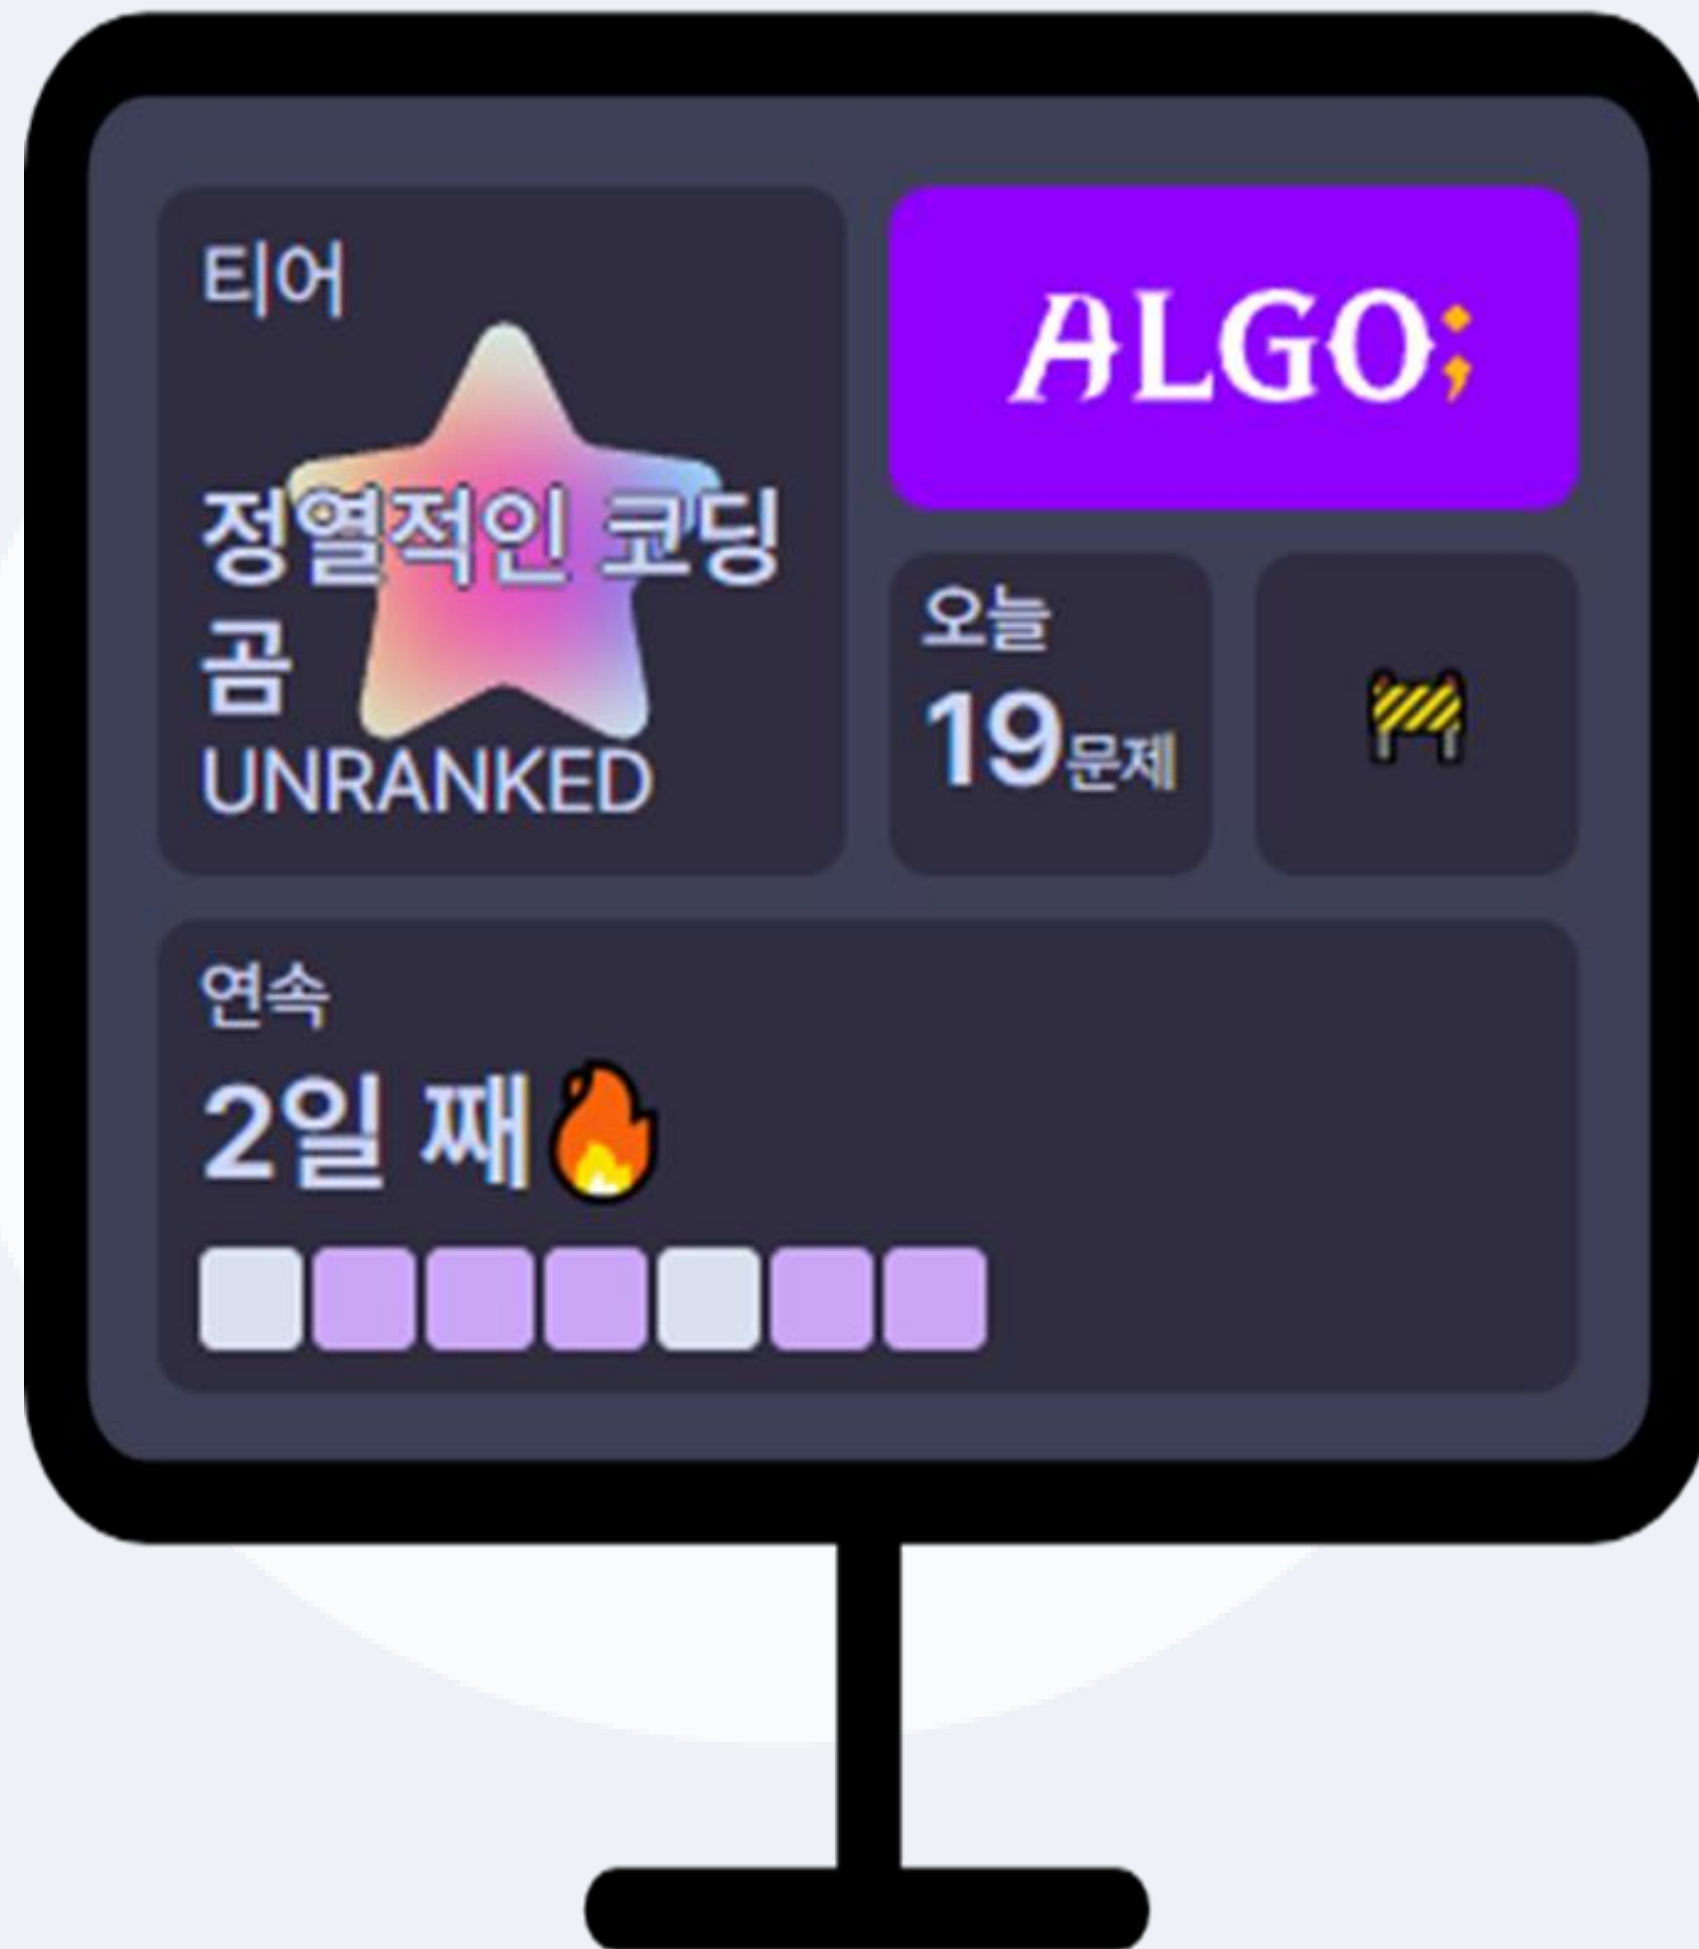 티어
정열적인 코딩
곰
UNRANKED
ALGO;
오늘
19문제
연속
2일 째